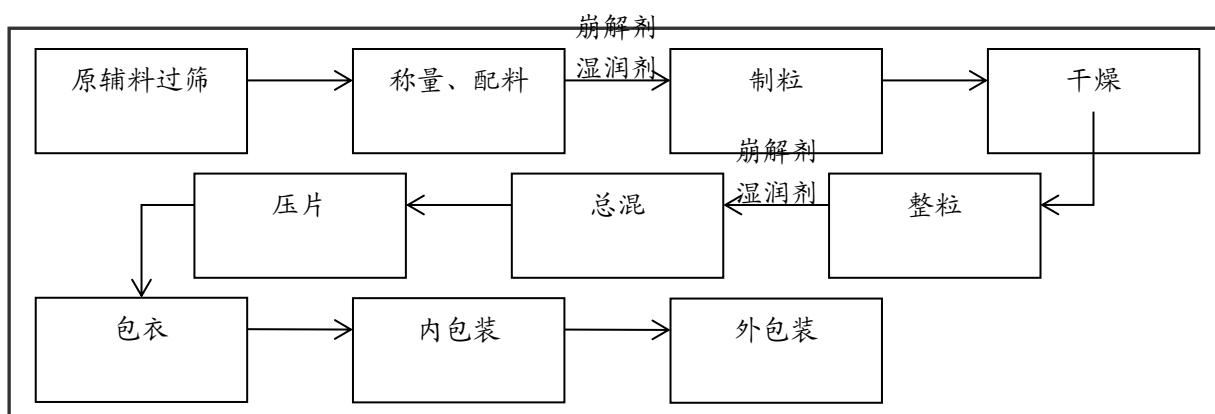 崩解剂
湿润剂
原辅料过筛
称量、配料
制粒
干燥
崩解剂
湿润剂
压片
总混
整粒
包衣
内包装
外包装